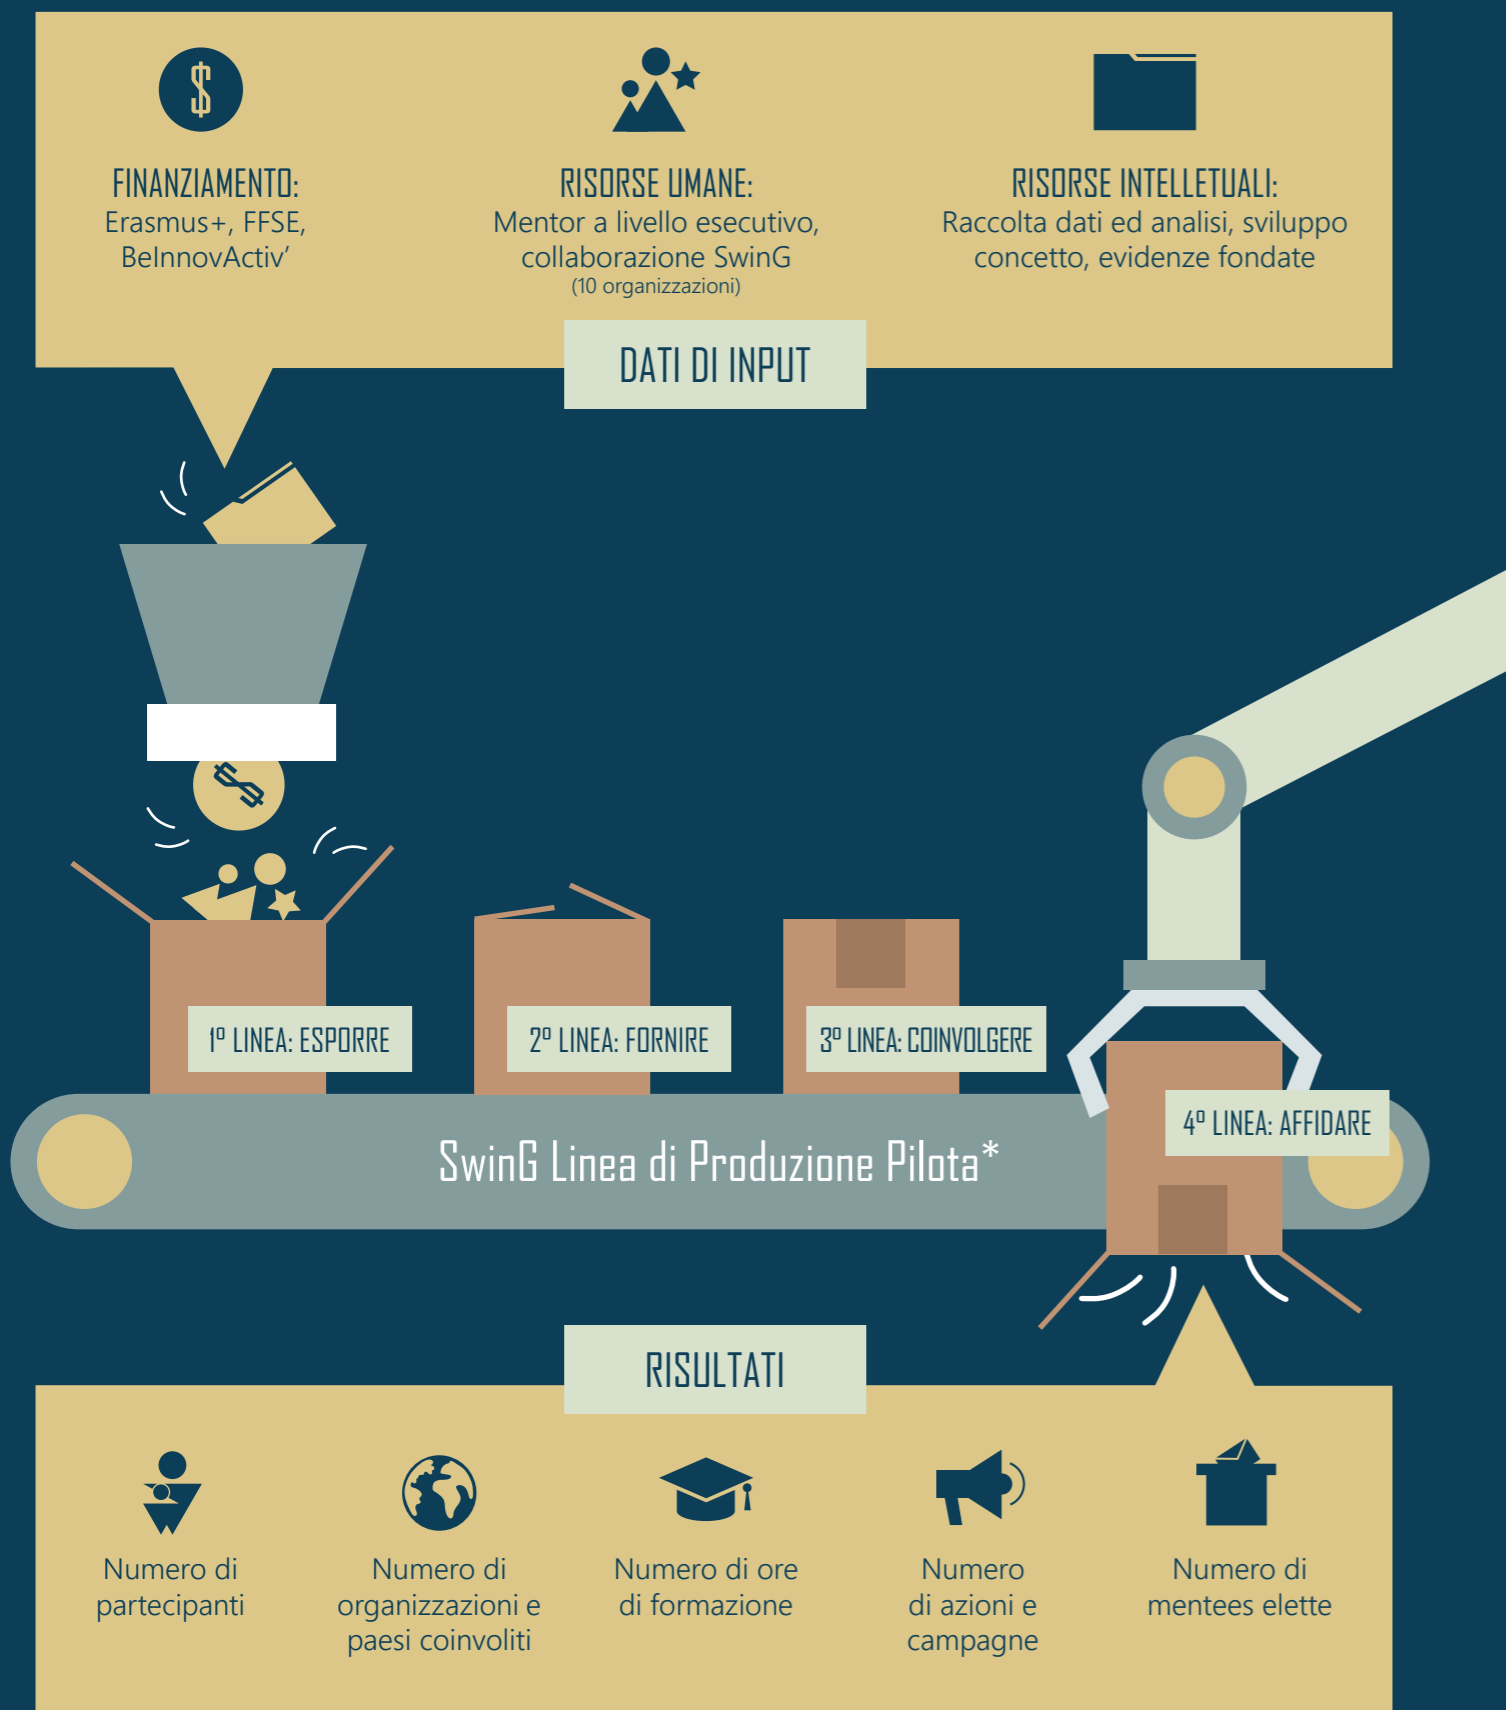 FINANZIAMENTO:
Erasmus+, FFSE,
BeInnovActiv’
RISORSE UMANE:
Mentor a livello esecutivo,
collaborazione SwinG
(10 organizzazioni)
RISORSE INTELLETUALI:
Raccolta dati ed analisi, sviluppo
concetto, evidenze fondate
DATI DI INPUT
1º LINEA: ESPORRE
2º LINEA: FORNIRE
3º LINEA: COINVOLGERE
4º LINEA: AFFIDARE
SwinG Linea di Produzione Pilota*
RISULTATI
Numero di
partecipanti
Numero di
organizzazioni e
paesi coinvoliti
Numero di ore
di formazione
Numero
di azioni e
campagne
Numero di
mentees elette